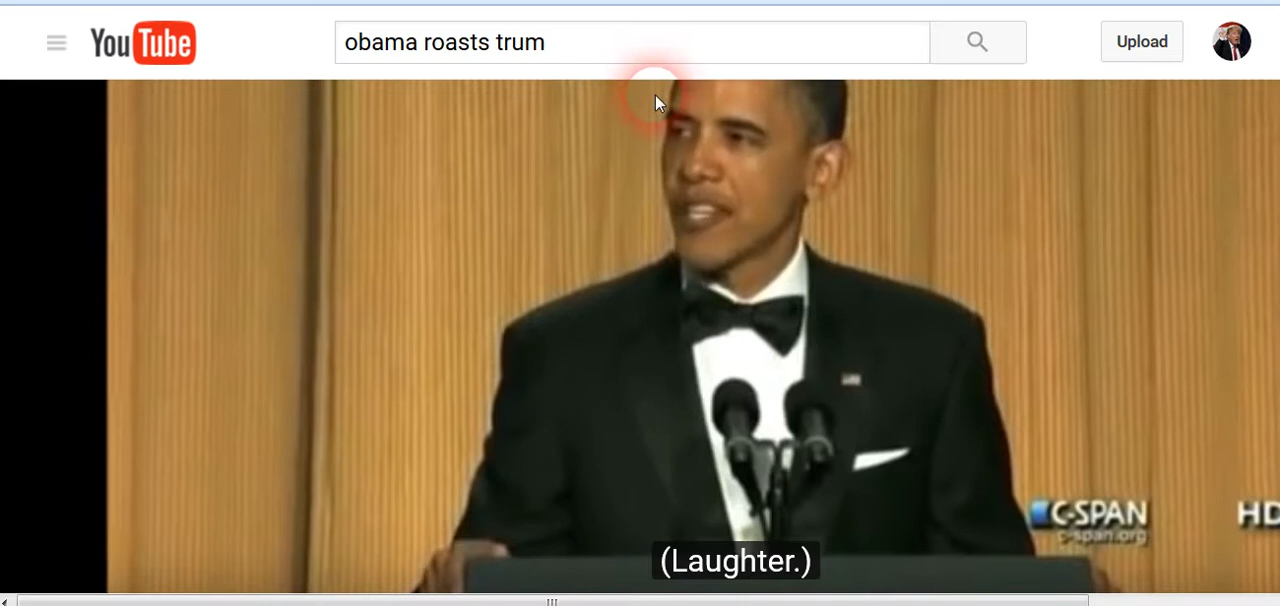 YouTube
obama roasts trum
Upload
C-SPAN
c-span.org
HD
(Laughter.)